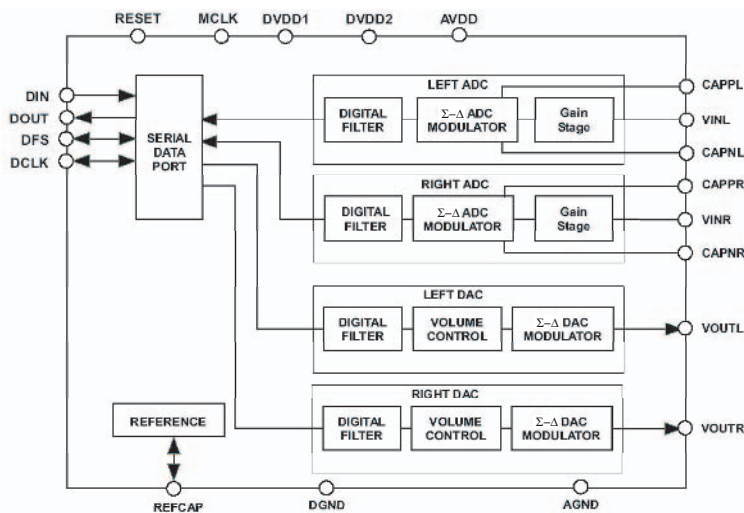 RESET MCLK DVDD1 DVDD2 AVDD
DIN
DOUT
DFS
DCLK
SERIAL
DATA
PORT
LEFT ADC
DIGITAL
FILTER
Σ–Δ ADC
MODULATOR
Gain
Stage
CAPPL
VINL
CAPNL
RIGHT ADC
DIGITAL
FILTER
Σ–Δ ADC
MODULATOR
Gain
Stage
CAPPR
VINR
CAPNR
LEFT DAC
DIGITAL
FILTER
VOLUME
CONTROL
Σ–Δ DAC
MODULATOR
VOUTL
RIGHT DAC
DIGITAL
FILTER
VOLUME
CONTROL
Σ–Δ DAC
MODULATOR
VOUTR
REFERENCE
REFCAP
DGND
AGND